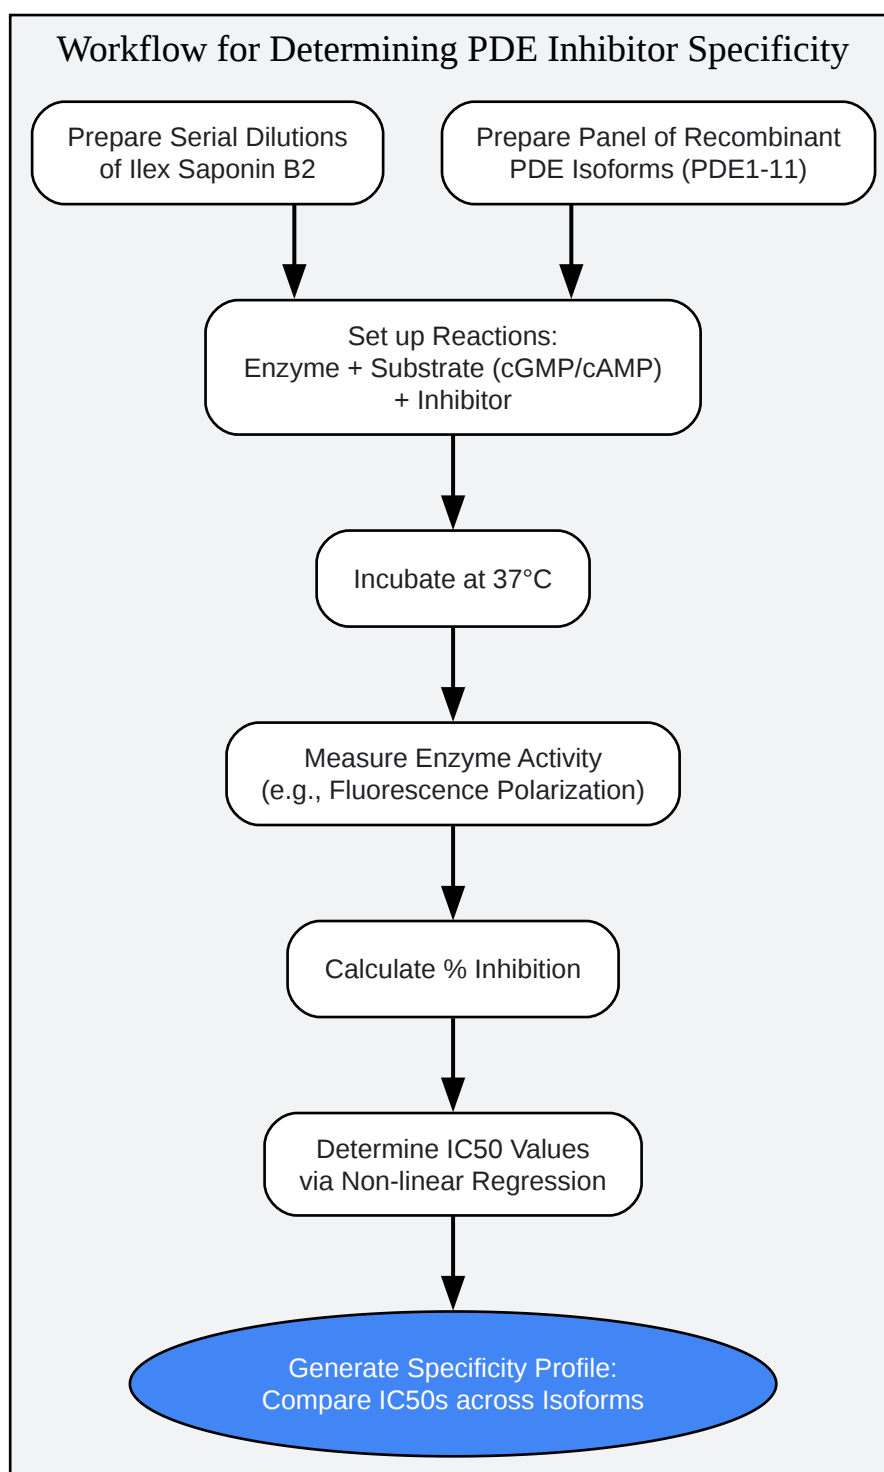 Workflow for Determining PDE Inhibitor Specificity
Prepare Serial Dilutions
of Ilex Saponin B2
Prepare Panel of Recombinant
PDE Isoforms (PDE1-11)
Set up Reactions:
Enzyme + Substrate (cGMP/cAMP)
+ Inhibitor
Incubate at 37°C
Measure Enzyme Activity
(e.g., Fluorescence Polarization)
Calculate % Inhibition
Determine IC50 Values
via Non-linear Regression
Generate Specificity Profile:
Compare IC50s across Isoforms